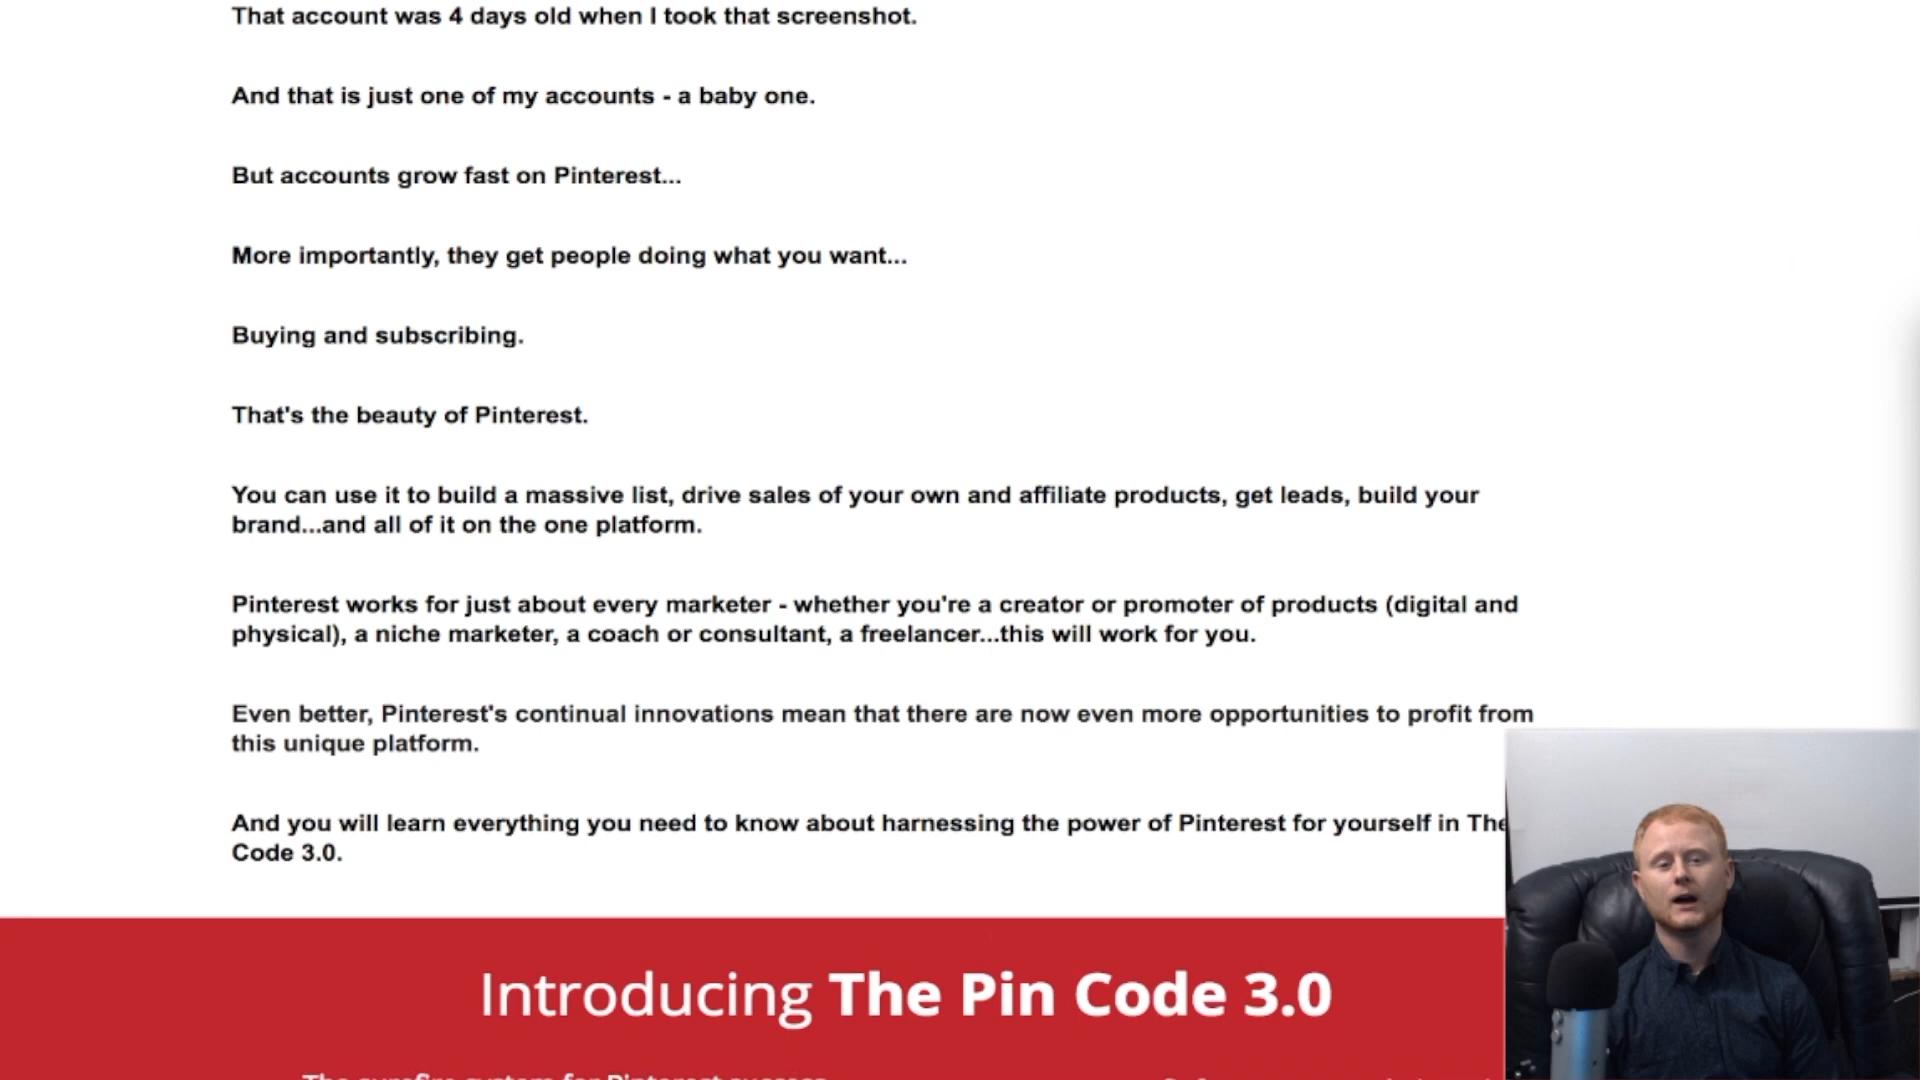 That account was 4 days old when I took that screenshot.
And that is just one of my accounts - a baby one.
But accounts grow fast on Pinterest...
More importantly, they get people doing what you want...
Buying and subscribing.
That's the beauty of Pinterest.
You can use it to build a massive list, drive sales of your own and affiliate products, get leads, build your
brand...and all of it on the one platform.
Pinterest works for just about every marketer - whether you're a creator or promoter of products (digital and
physical), a niche marketer, a coach or consultant, a freelancer...this will work for you.
Even better, Pinterest's continual innovations mean that there are now even more opportunities to profit from
this unique platform.
And you will learn everything you need to know about harnessing the power of Pinterest for yourself in The
Code 3.0.
Introducing The Pin Code 3.0
The surefire system for Pinterest success